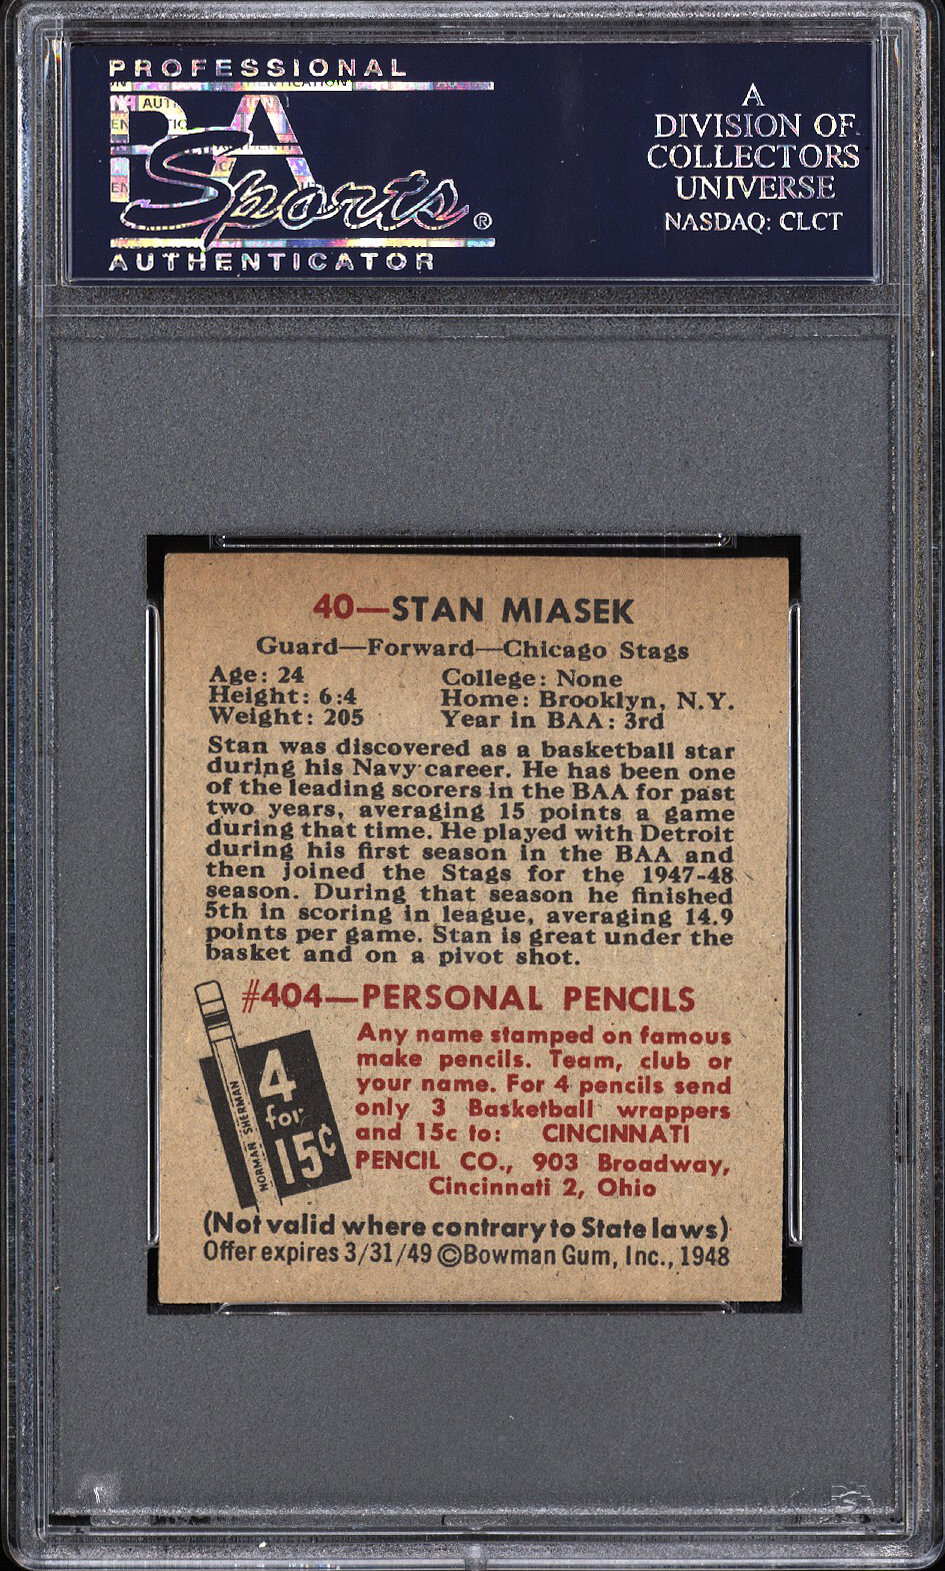 PROFESSIONAL
PSA
Sports®
AUTHENTICATOR
A
DIVISION OF
COLLECTORS
UNIVERSE
NASDAQ: CLCT
40—STAN MIASEK
Guard—Forward—Chicago Stags
Age: 24
Height: 6:4
Weight: 205
College: None
Home: Brooklyn, N.Y.
Year in BAA: 3rd
Stan was discovered as a basketball star
during his Navy career. He has been one
of the leading scorers in the BAA for past
two years, averaging 15 points a game
during that time. He played with Detroit
during his first season in the BAA and
then joined the Stags for the 1947-48
season. During that season he finished
5th in scoring in league, averaging 14.9
points per game. Stan is great under the
basket and on a pivot shot.
#404—PERSONAL PENCILS
NORMAN SHERMAN
4
for
15¢
Any name stamped on famous
make pencils. Team, club or
your name. For 4 pencils send
only 3 Basketball wrappers
and 15c to: CINCINNATI
PENCIL CO., 903 Broadway,
Cincinnati 2, Ohio
(Not valid where contrary to State laws)
Offer expires 3/31/49 ©Bowman Gum, Inc., 1948